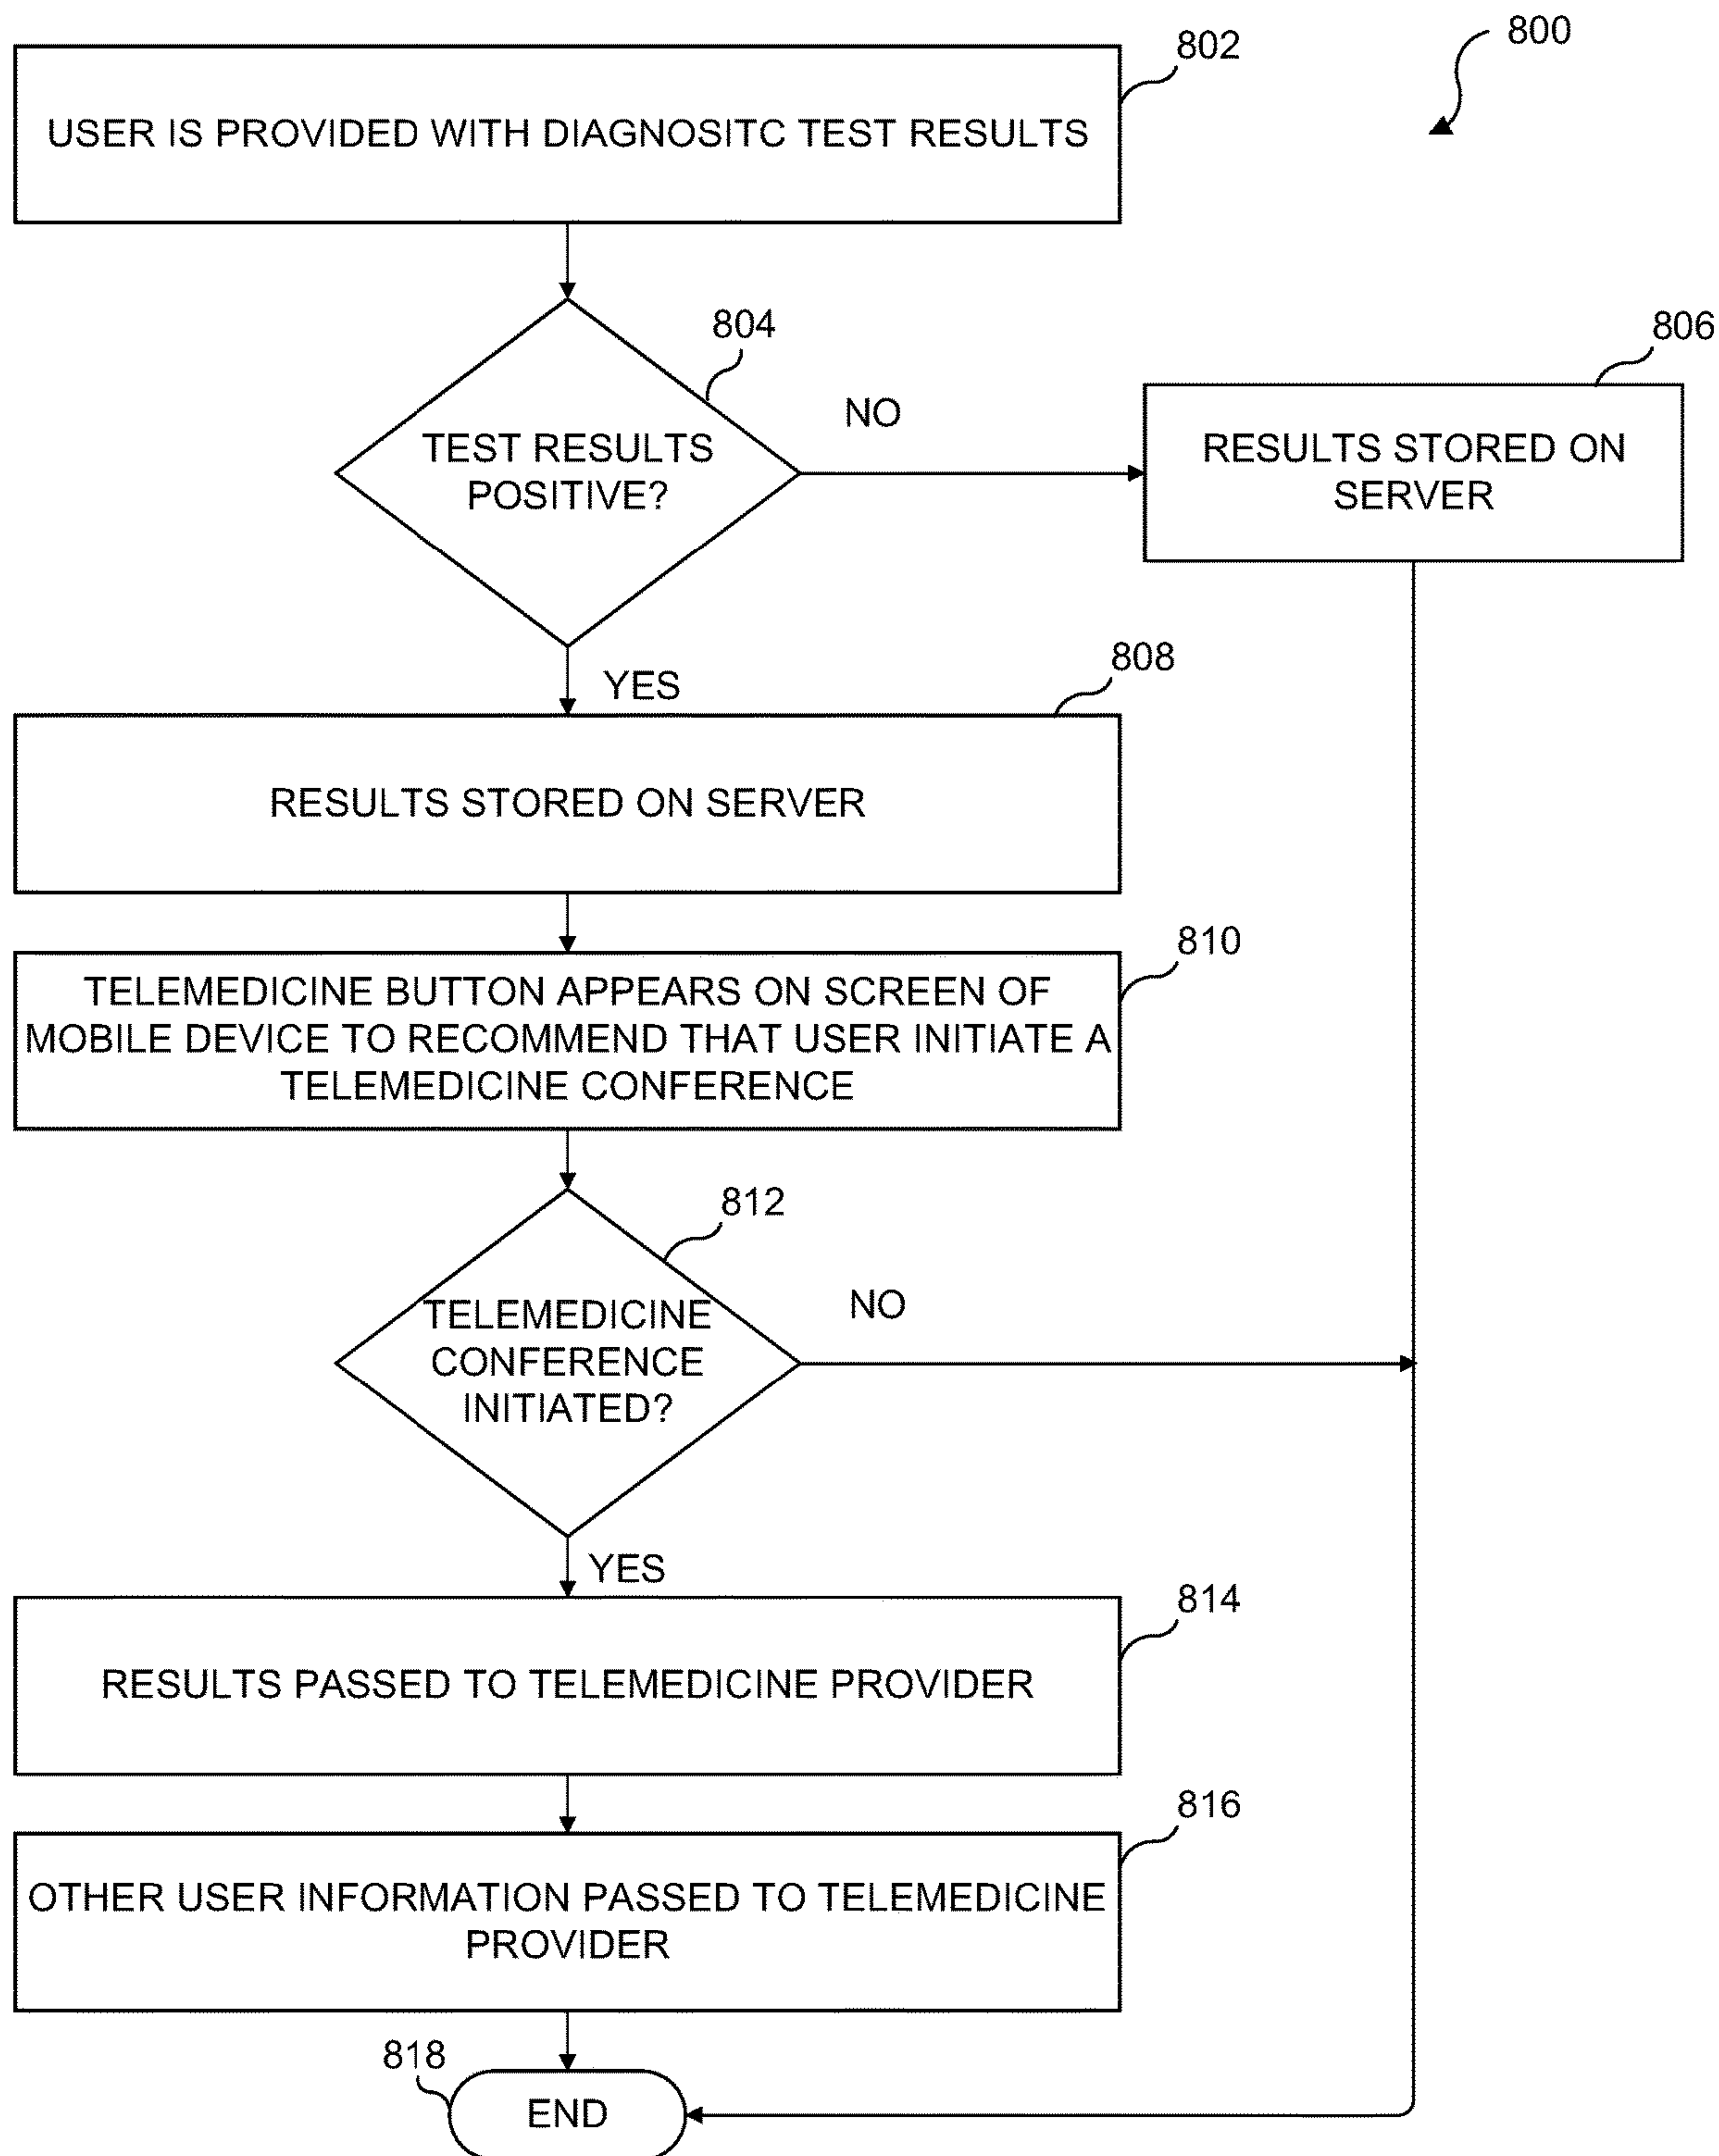 800
802
USER IS PROVIDED WITH DIAGNOSITC TEST RESULTS
804
TEST RESULTS
POSITIVE?
NO
806
RESULTS STORED ON
SERVER
YES
808
RESULTS STORED ON SERVER
810
TELEMEDICINE BUTTON APPEARS ON SCREEN OF
MOBILE DEVICE TO RECOMMEND THAT USER INITIATE A
TELEMEDICINE CONFERENCE
812
TELEMEDICINE
CONFERENCE
INITIATED?
NO
YES
814
RESULTS PASSED TO TELEMEDICINE PROVIDER
816
OTHER USER INFORMATION PASSED TO TELEMEDICINE
PROVIDER
818
END